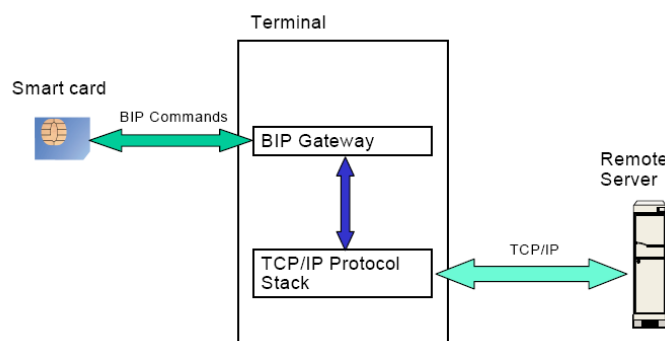 Terminal
Smart card
BIP Commands
BIP Gateway
Remote
Server
TCP/IP
TCP/IP Protocol
Stack